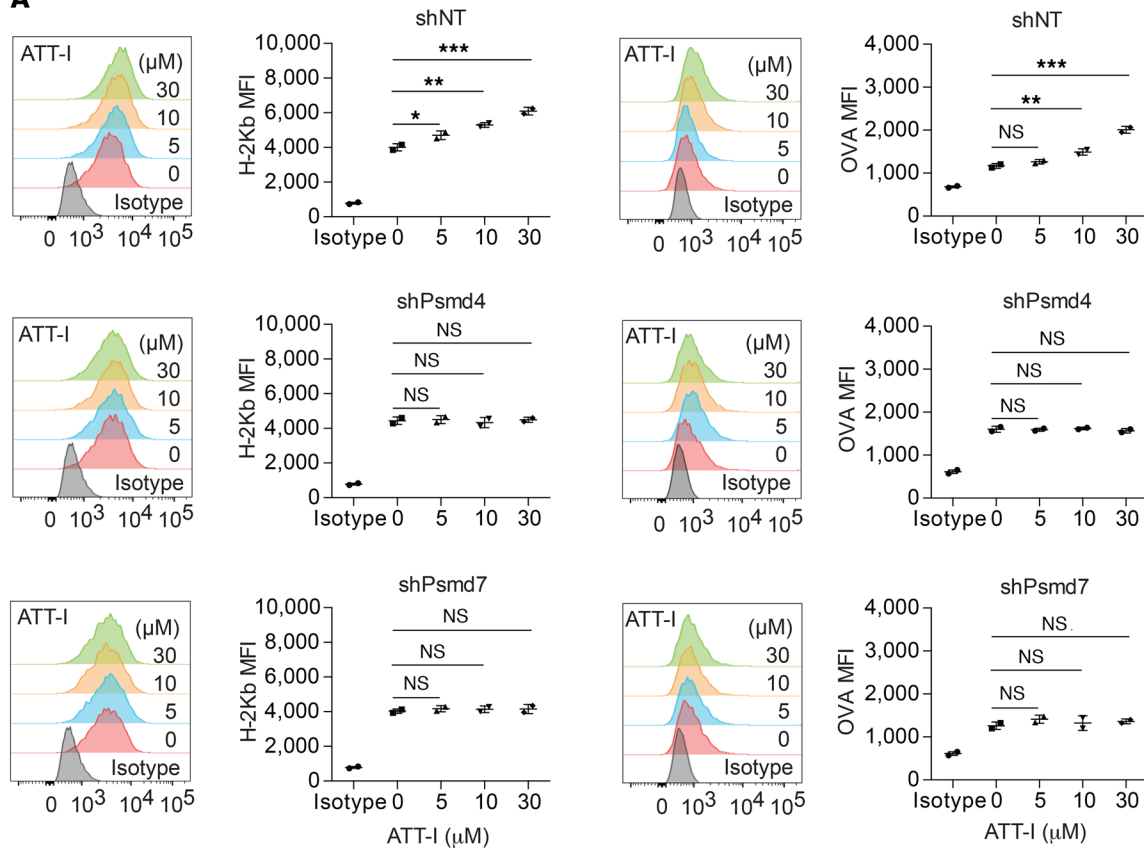 A
ATT-I
(μM)
30
10
5
0
Isotype
0 10³ 10⁴ 10⁵
shNT
H-2Kb MFI
10,000
8,000
6,000
4,000
2,000
0
***
**
*
Isotype 0 5 10 30
ATT-I
(μM)
30
10
5
0
Isotype
0 10³ 10⁴ 10⁵
shNT
OVA MFI
4,000
3,000
2,000
1,000
0
***
**
NS
Isotype 0 5 10 30
ATT-I
(μM)
30
10
5
0
Isotype
0 10³ 10⁴ 10⁵
shPsmd4
H-2Kb MFI
10,000
8,000
6,000
4,000
2,000
0
NS
NS
NS
Isotype 0 5 10 30
ATT-I
(μM)
30
10
5
0
Isotype
0 10³ 10⁴ 10⁵
shPsmd4
OVA MFI
4,000
3,000
2,000
1,000
0
NS
NS
NS
Isotype 0 5 10 30
ATT-I
(μM)
30
10
5
0
Isotype
0 10³ 10⁴ 10⁵
shPsmd7
H-2Kb MFI
10,000
8,000
6,000
4,000
2,000
0
NS
NS
NS
Isotype 0 5 10 30
ATT-I (μM)
ATT-I
(μM)
30
10
5
0
Isotype
0 10³ 10⁴ 10⁵
shPsmd7
OVA MFI
4,000
3,000
2,000
1,000
0
NS
NS
NS
Isotype 0 5 10 30
ATT-I (μM)